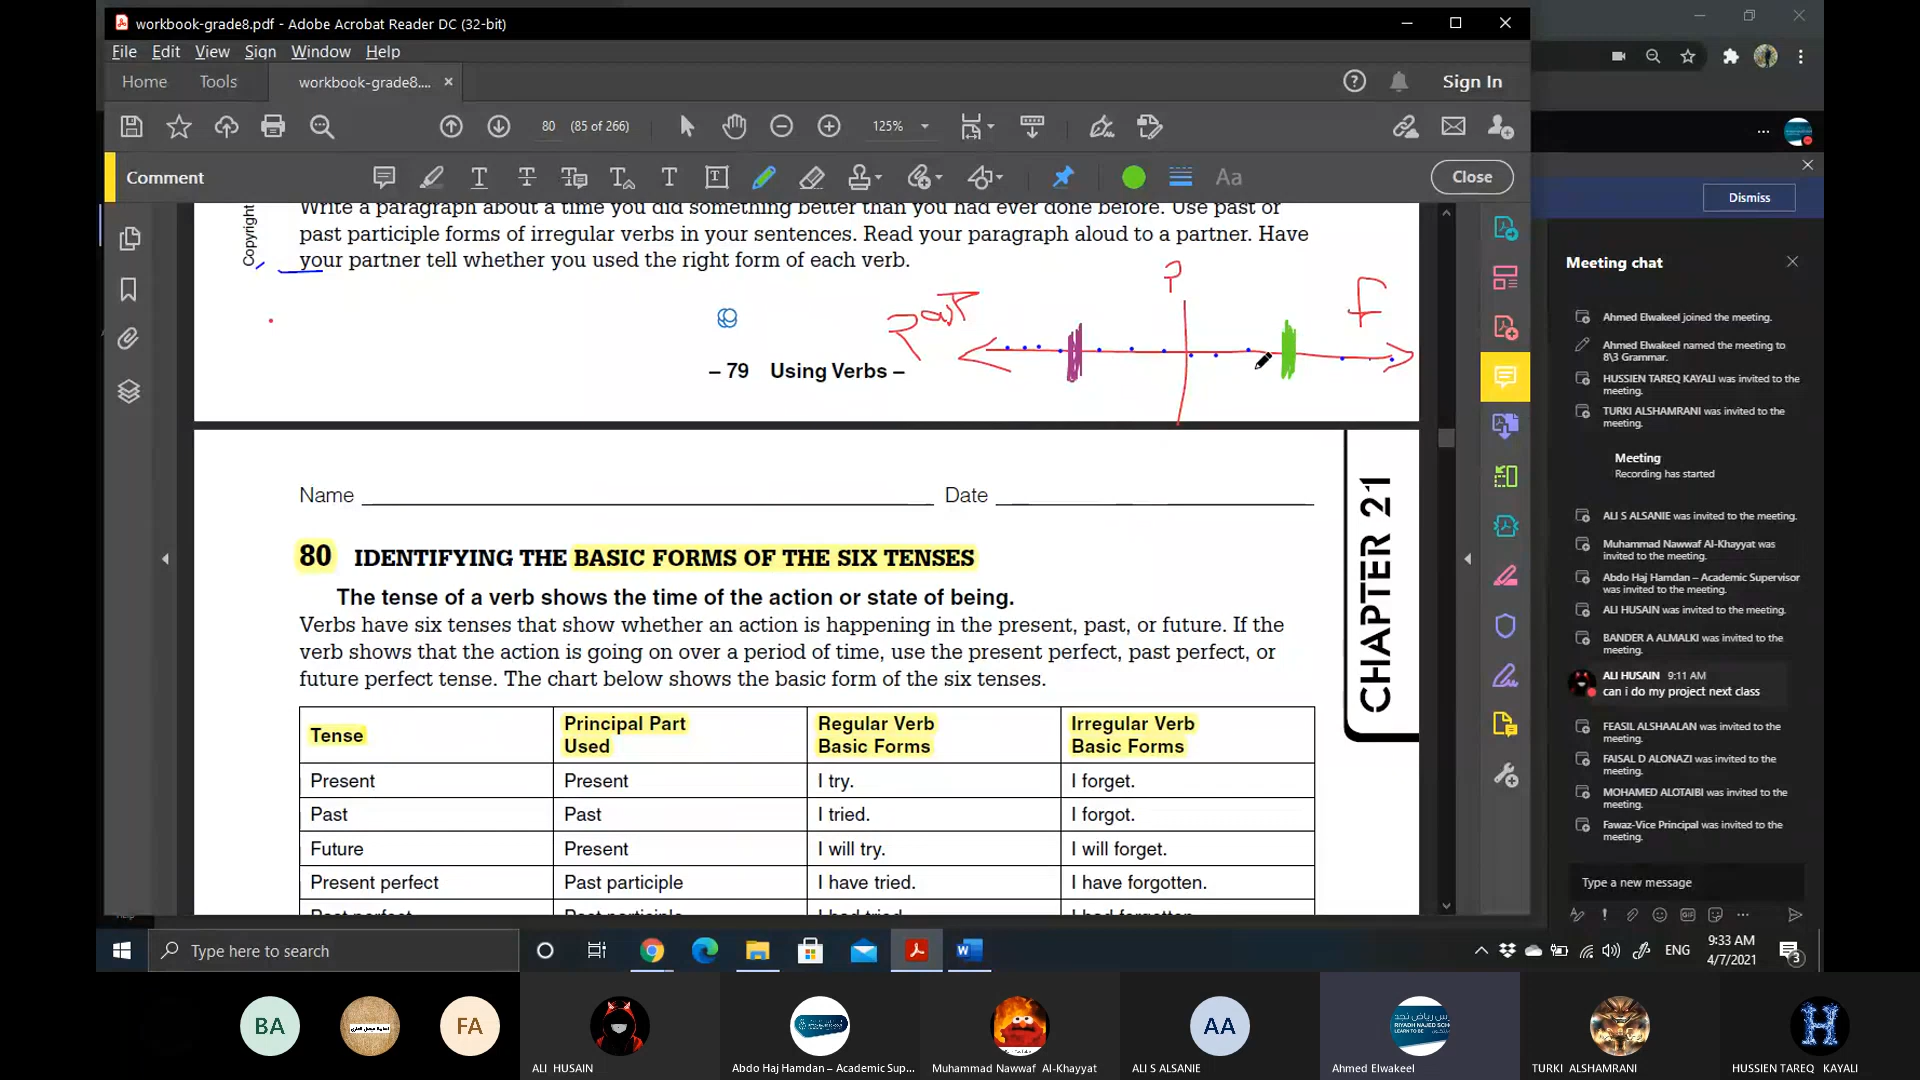 workbook-grade8.pdf - Adobe Acrobat Reader DC (32-bit)
File Edit View Sign Window Help
Home Tools workbook-grade8.... ×
Sign In
80 (85 of 266) 125%
Comment
Close
Dismiss
Copyright
Write a paragraph about a time you did something better than you had ever done before. Use past or
past participle forms of irregular verbs in your sentences. Read your paragraph aloud to a partner. Have
your partner tell whether you used the right form of each verb.
Past
P
F
– 79 Using Verbs –
Name Date
CHAPTER 21
80 IDENTIFYING THE BASIC FORMS OF THE SIX TENSES
The tense of a verb shows the time of the action or state of being.
Verbs have six tenses that show whether an action is happening in the present, past, or future. If the
verb shows that the action is going on over a period of time, use the present perfect, past perfect, or
future perfect tense. The chart below shows the basic form of the six tenses.
Tense Principal Part Used Regular Verb Basic Forms Irregular Verb Basic Forms
Present Present I try. I forget.
Past Past I tried. I forgot.
Future Present I will try. I will forget.
Present perfect Past participle I have tried. I have forgotten.
Past perfect Past participle I had tried. I had forgotten.
Meeting chat
Ahmed Elwakeel joined the meeting.
Ahmed Elwakeel named the meeting to
8\3 Grammar.
HUSSIEN TAREQ KAYALI was invited to the
meeting.
TURKI ALSHAMRANI was invited to the
meeting.
Meeting
Recording has started
ALI S ALSANIE was invited to the meeting.
Muhammad Nawwaf Al-Khayyat was
invited to the meeting.
Abdo Haj Hamdan – Academic Supervisor
was invited to the meeting.
ALI HUSAIN was invited to the meeting.
BANDER A ALMALKI was invited to the
meeting.
ALI HUSAIN 9:11 AM
can i do my project next class
FEASIL ALSHAALAN was invited to the
meeting.
FAISAL D ALONAZI was invited to the
meeting.
MOHAMED ALOTAIBI was invited to the
meeting.
Fawaz-Vice Principal was invited to the
meeting.
Type a new message
Help
Type here to search
ENG
9:33 AM
4/7/2021
3
BA
FA
AA
ALI HUSAIN
Abdo Haj Hamdan – Academic Sup...
Muhammad Nawwaf Al-Khayyat
ALI S ALSANIE
Ahmed Elwakeel
TURKI ALSHAMRANI
HUSSIEN TAREQ KAYALI